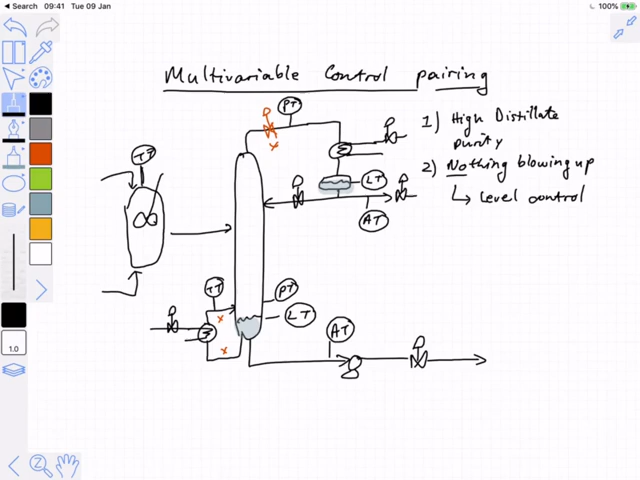 Search 09:41 Tue 09 Jan 100%
Multivariable Control pairing
1) High Distillate
purity
2) Nothing blowing up
↳ Level control
PT
TT
LT
AT
TT
PT
LT
AT
1.0